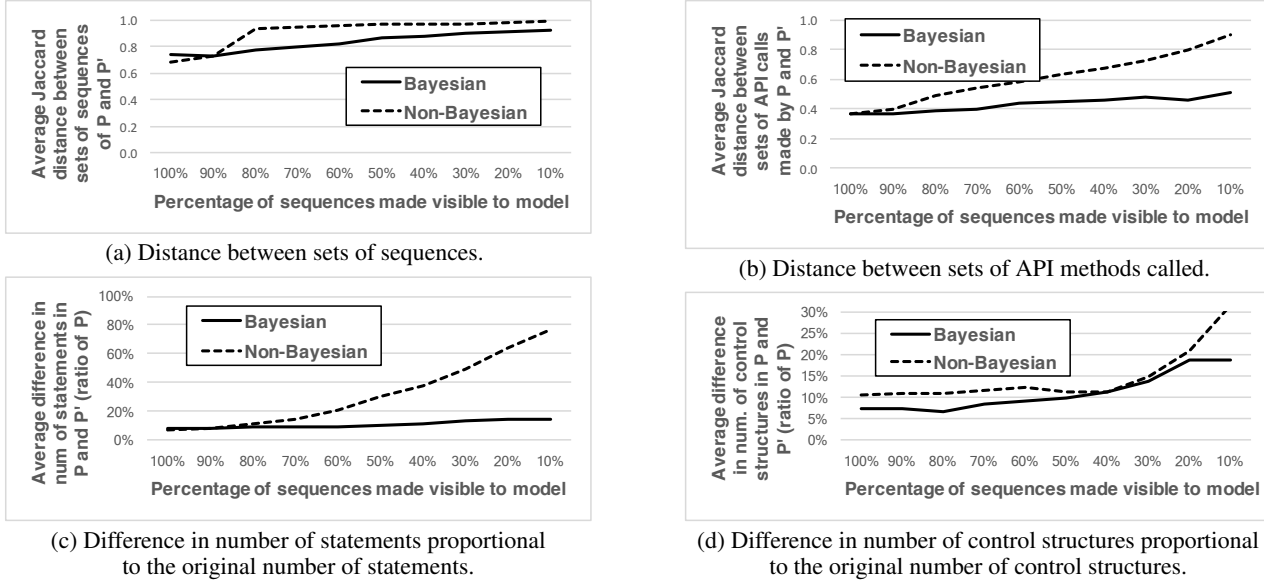 Average Jaccard
distance between
sets of sequences
of P and P'
1.0
0.8
0.6
0.4
0.2
0.0
Bayesian
Non-Bayesian
100% 90% 80% 70% 60% 50% 40% 30% 20% 10%
Percentage of sequences made visible to model
(a) Distance between sets of sequences.
Average Jaccard
distance between
sets of API calls
made by P and P'
1.0
0.8
0.6
0.4
0.2
0.0
Bayesian
Non-Bayesian
100% 90% 80% 70% 60% 50% 40% 30% 20% 10%
Percentage of sequences made visible to model
(b) Distance between sets of API methods called.
Average difference in
num of statements in
P and P' (ratio of P)
100%
80%
60%
40%
20%
0%
Bayesian
Non-Bayesian
100% 90% 80% 70% 60% 50% 40% 30% 20% 10%
Percentage of sequences made visible to model
(c) Difference in number of statements proportional
to the original number of statements.
Average difference
in num. of control
structures in P and
P' (ratio of P)
30%
25%
20%
15%
10%
5%
0%
Bayesian
Non-Bayesian
100% 90% 80% 70% 60% 50% 40% 30% 20% 10%
Percentage of sequences made visible to model
(d) Difference in number of control structures proportional
to the original number of control structures.